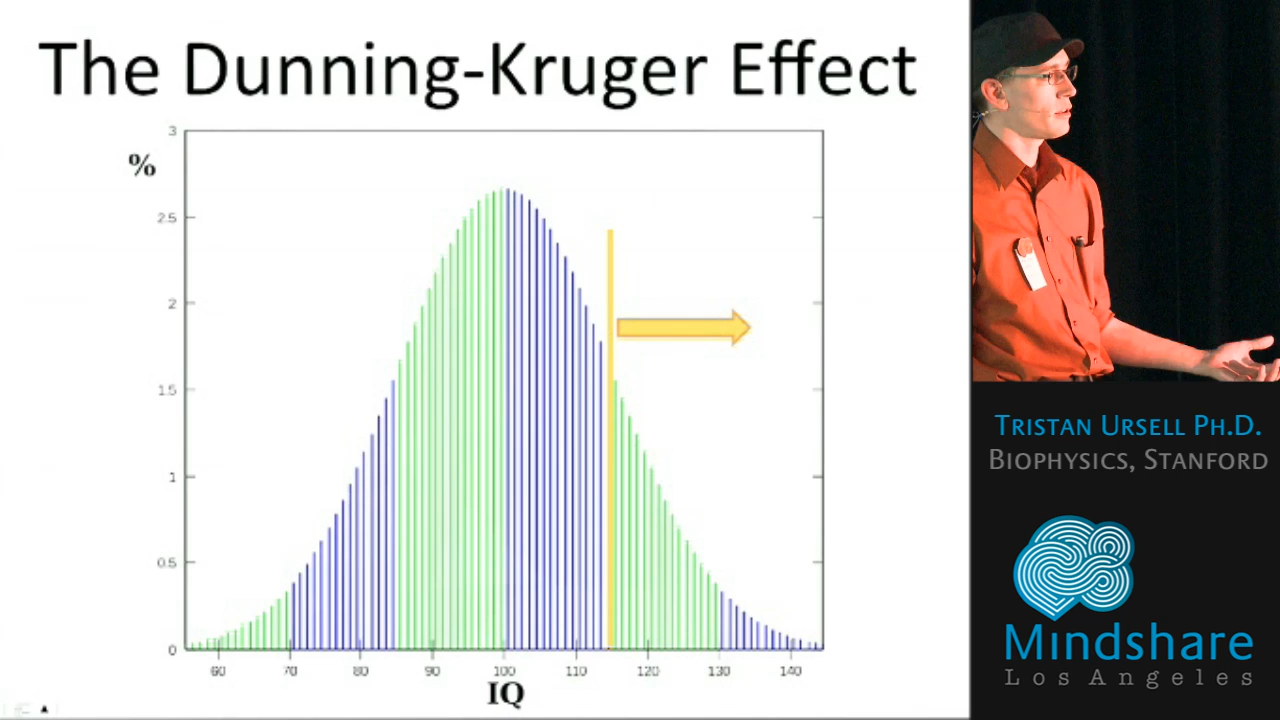 The Dunning-Kruger Effect
%
3
2.5
2
1.5
1
0.5
0
60 70 80 90 100 110 120 130 140
IQ
Tristan Ursell Ph.D.
Biophysics, Stanford
Mindshare
Los Angeles